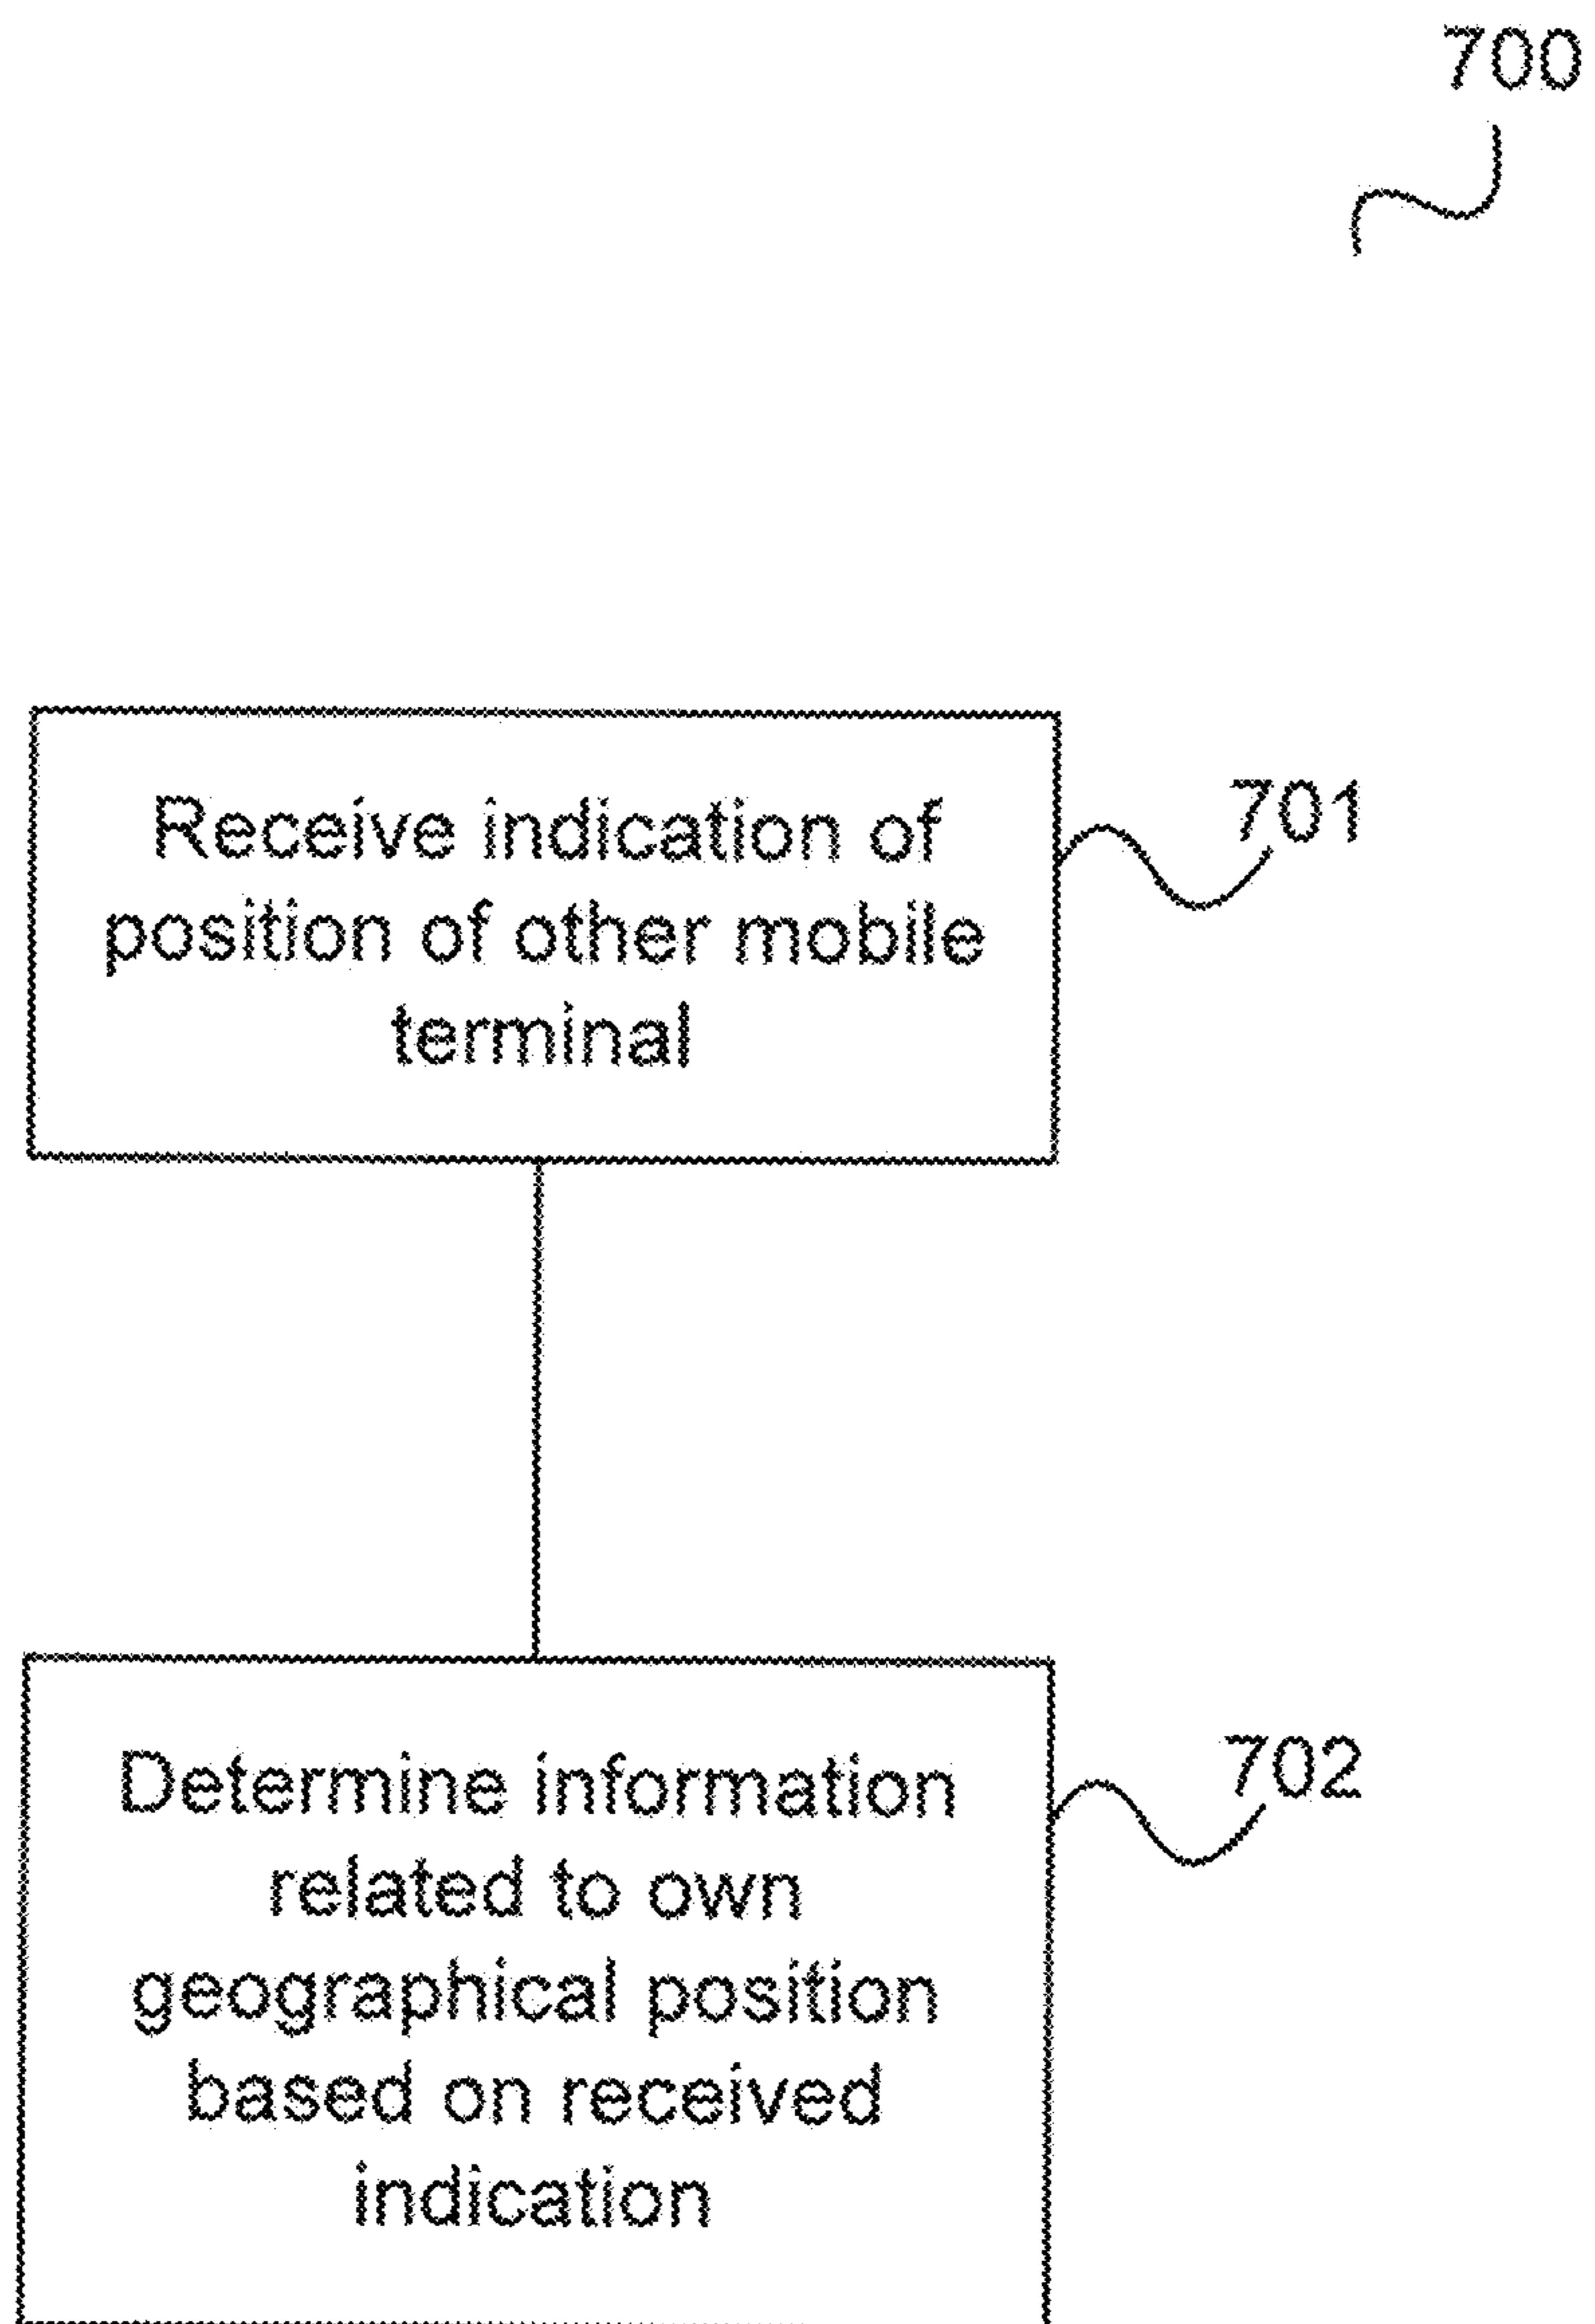 700
Receive indication of
position of other mobile
terminal
701
Determine information
related to own
geographical position
based on received
indication
702